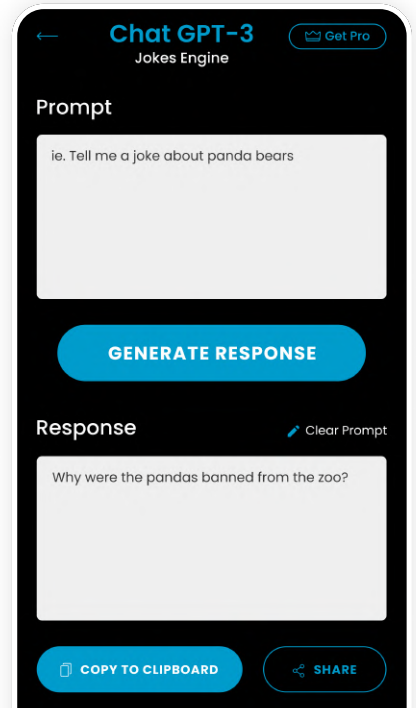 Chat GPT-3
Get Pro
Jokes Engine
Prompt
ie. Tell me a joke about panda bears
GENERATE RESPONSE
Response
Clear Prompt
Why were the pandas banned from the zoo?
COPY TO CLIPBOARD
SHARE